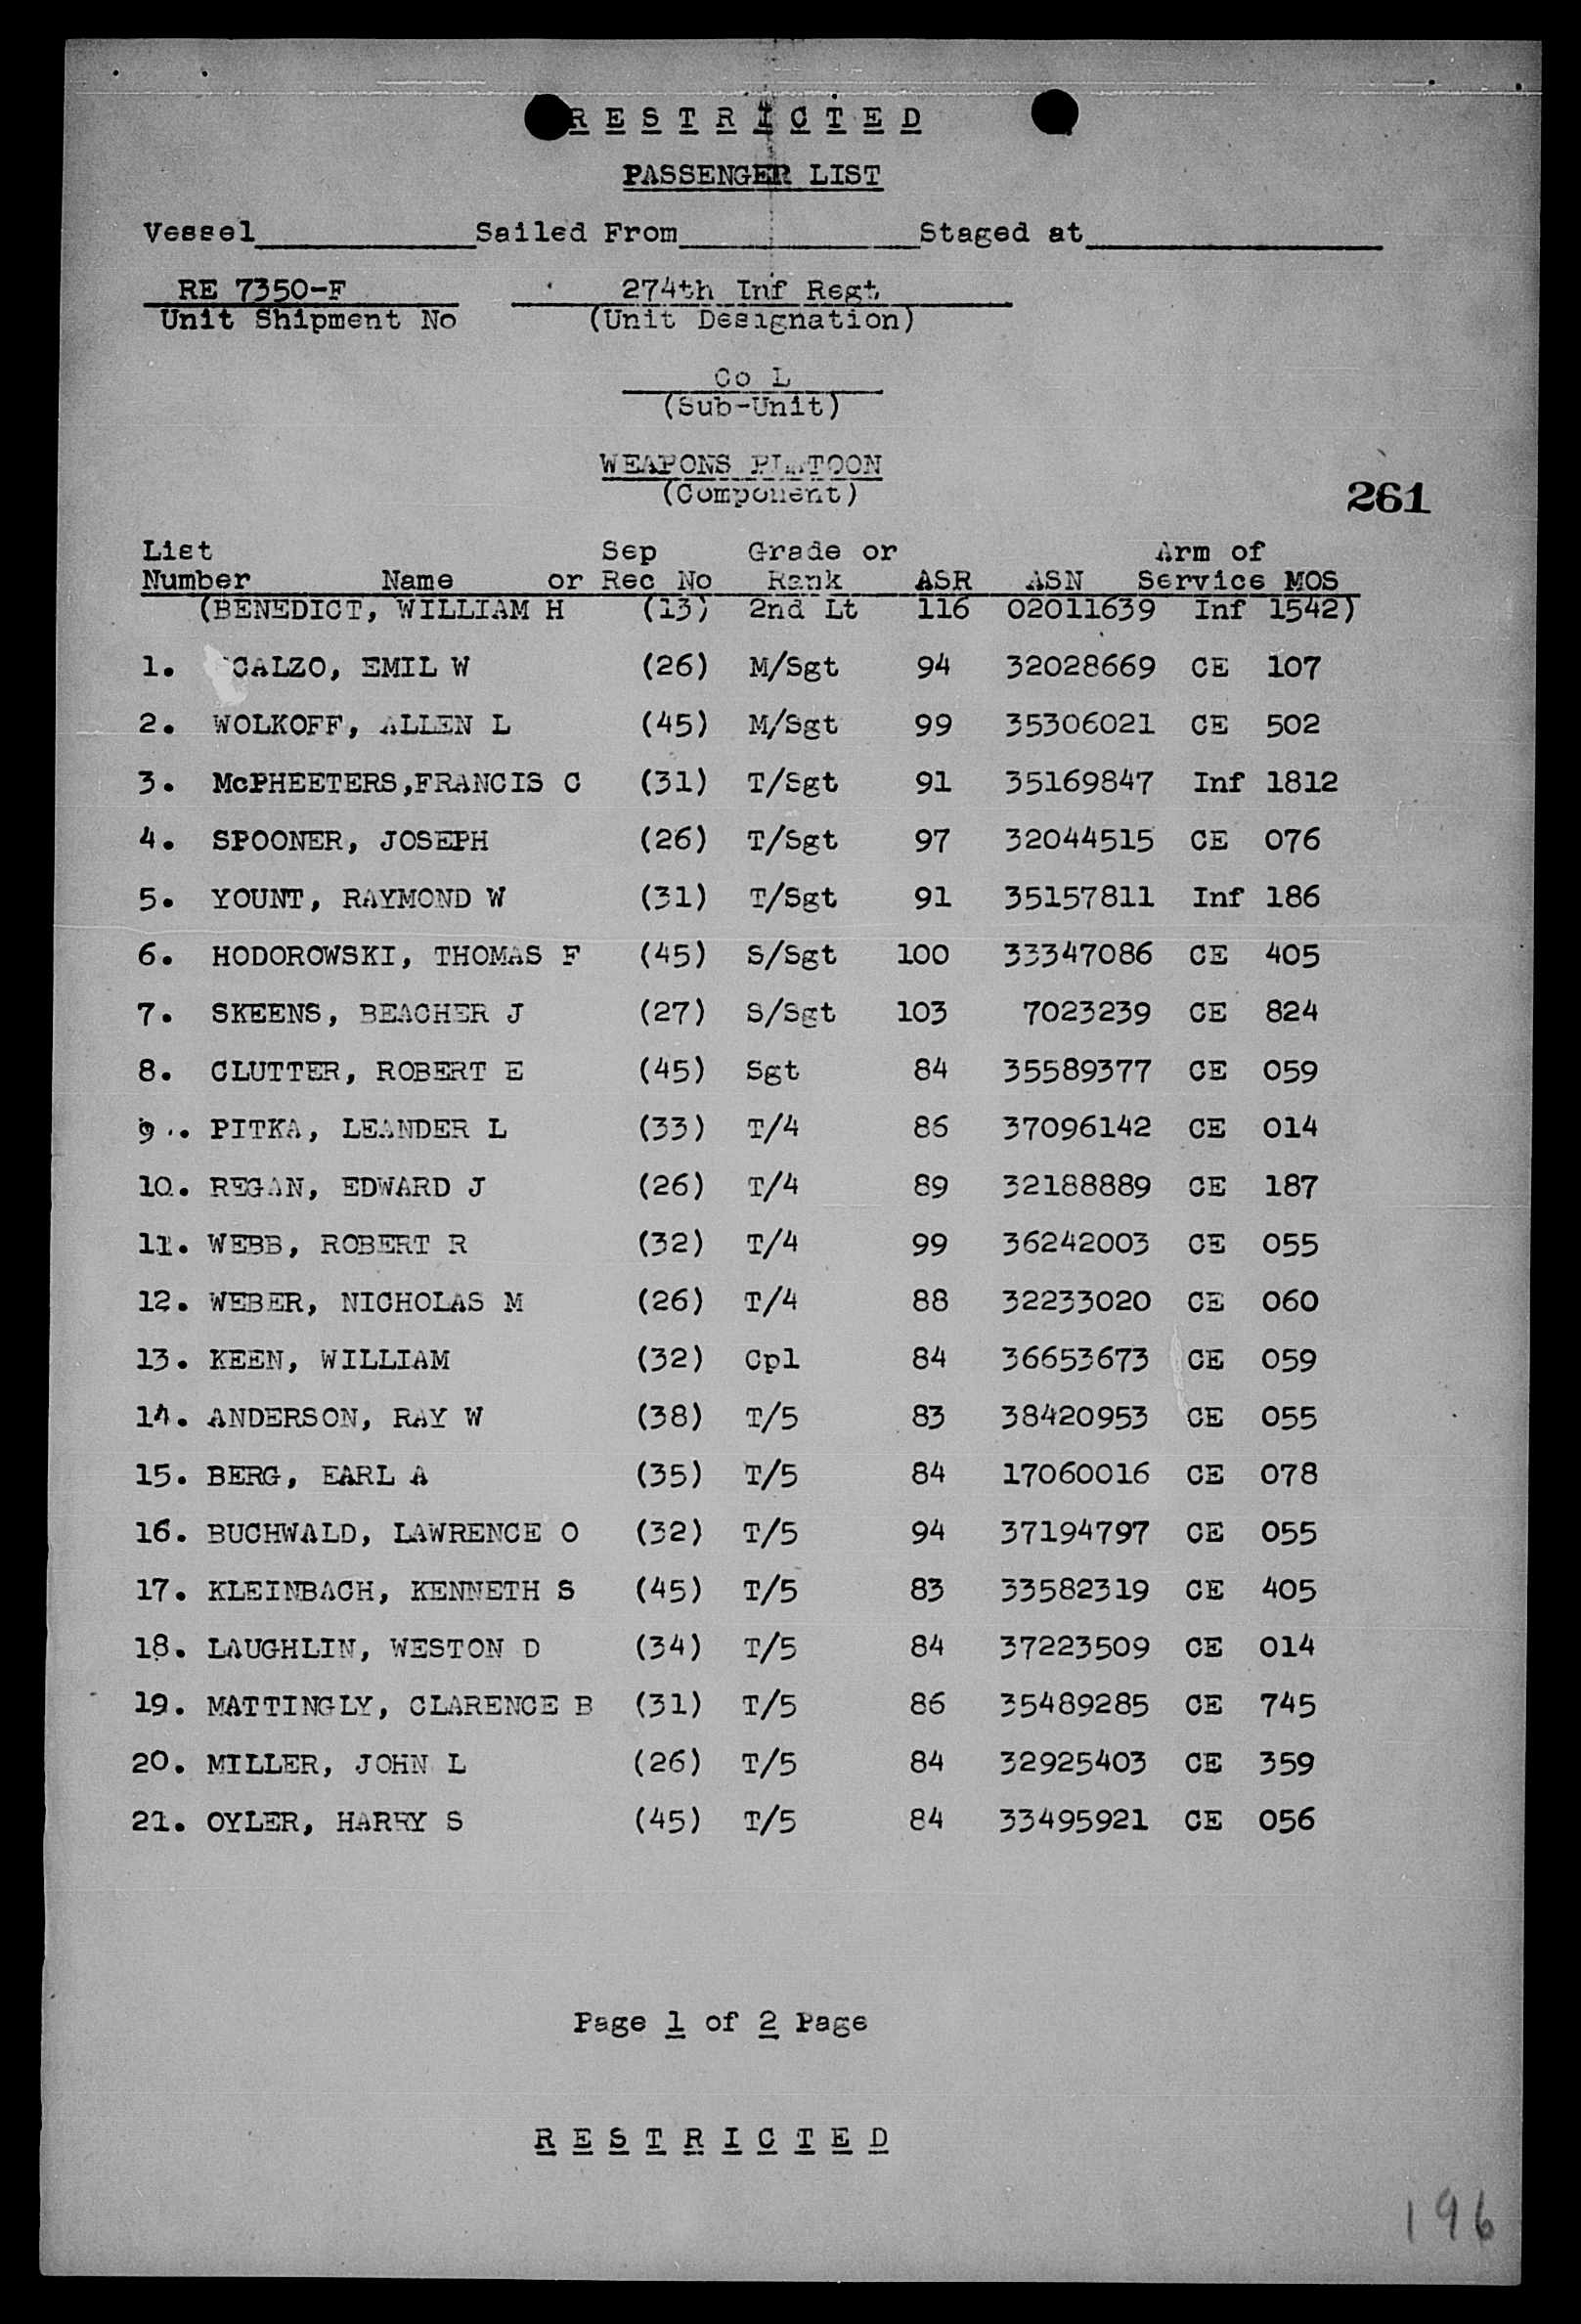 RESTRICTED
PASSENGER LIST
Vessel____________Sailed From_____________Staged at________________
RE 7350-F 274th Inf Regt
Unit Shipment No (Unit Designation)
Co L
(Sub-Unit)
WEAPONS PLATOON
(Component)
261
List Sep Grade or Arm of
Number Name or Rec No Rank ASR ASN Service MOS
(BENEDICT, WILLIAM H (13) 2nd Lt 116 02011639 Inf 1542)
1. CALZO, EMIL W (26) M/Sgt 94 32028669 CE 107
2. WOLKOFF, ALLEN L (45) M/Sgt 99 35306021 CE 502
3. McPHEETERS,FRANCIS C (31) T/Sgt 91 35169847 Inf 1812
4. SPOONER, JOSEPH (26) T/Sgt 97 32044515 CE 076
5. YOUNT, RAYMOND W (31) T/Sgt 91 35157811 Inf 186
6. HODOROWSKI, THOMAS F (45) S/Sgt 100 33347086 CE 405
7. SKEENS, BEACHER J (27) S/Sgt 103 7023239 CE 824
8. CLUTTER, ROBERT E (45) Sgt 84 35589377 CE 059
9. PITKA, LEANDER L (33) T/4 86 37096142 CE 014
10. REGAN, EDWARD J (26) T/4 89 32188889 CE 187
11. WEBB, ROBERT R (32) T/4 99 36242003 CE 055
12. WEBER, NICHOLAS M (26) T/4 88 32233020 CE 060
13. KEEN, WILLIAM (32) Cpl 84 36653673 CE 059
14. ANDERSON, RAY W (38) T/5 83 38420953 CE 055
15. BERG, EARL A (35) T/5 84 17060016 CE 078
16. BUCHWALD, LAWRENCE O (32) T/5 94 37194797 CE 055
17. KLEINBACH, KENNETH S (45) T/5 83 33582319 CE 405
18. LAUGHLIN, WESTON D (34) T/5 84 37223509 CE 014
19. MATTINGLY, CLARENCE B (31) T/5 86 35489285 CE 745
20. MILLER, JOHN L (26) T/5 84 32925403 CE 359
21. OYLER, HARRY S (45) T/5 84 33495921 CE 056
Page 1 of 2 Page
RESTRICTED
196